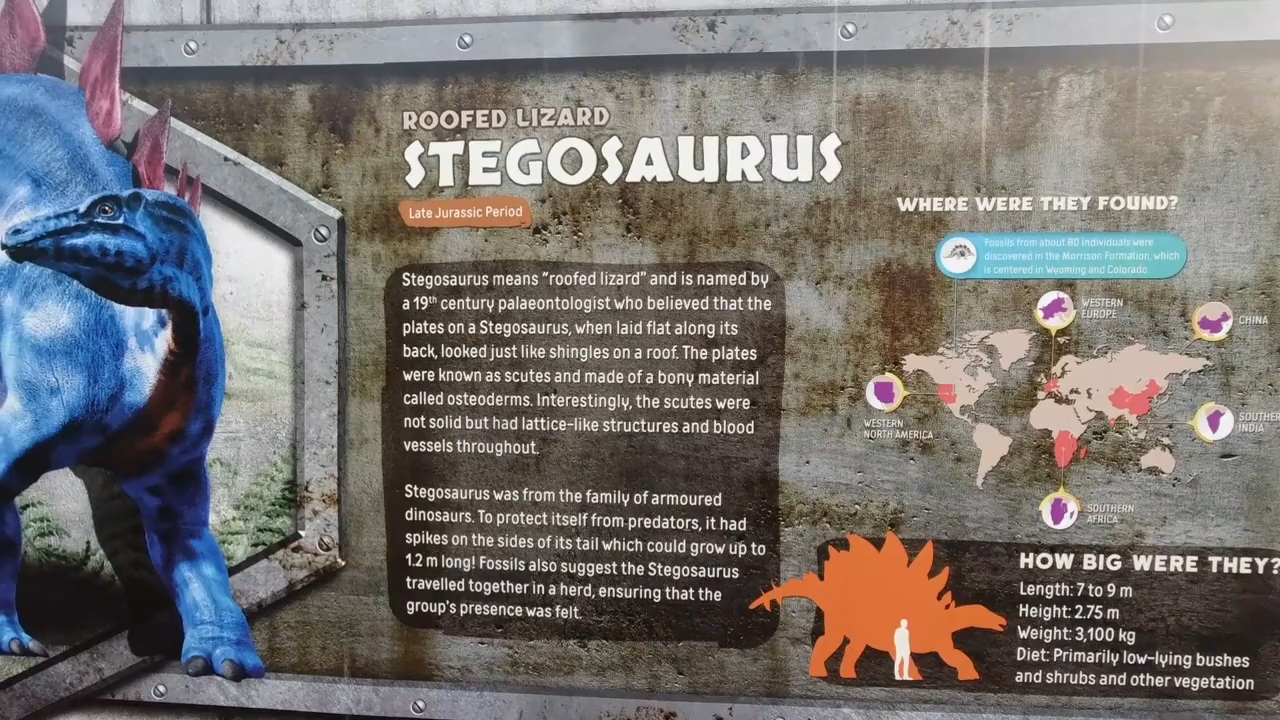 ROOFED LIZARD
STEGOSAURUS
Late Jurassic Period
Stegosaurus means "roofed lizard" and is named by
a 19th century palaeontologist who believed that the
plates on a Stegosaurus, when laid flat along its
back, looked just like shingles on a roof. The plates
were known as scutes and made of a bony material
called osteoderms. Interestingly, the scutes were
not solid but had lattice-like structures and blood
vessels throughout.
Stegosaurus was from the family of armoured
dinosaurs. To protect itself from predators, it had
spikes on the sides of its tail which could grow up to
1.2 m long! Fossils also suggest the Stegosaurus
travelled together in a herd, ensuring that the
group's presence was felt.
WHERE WERE THEY FOUND?
Fossils from about 80 individuals were
discovered in the Morrison Formation, which
is centered in Wyoming and Colorado.
WESTERN
EUROPE
CHINA
WESTERN
NORTH AMERICA
INDIA
SOUTHERN
AFRICA
HOW BIG WERE THEY?
Length: 7 to 9 m
Height: 2.75 m
Weight: 3,100 kg
Diet: Primarily low-lying bushes
and shrubs and other vegetation